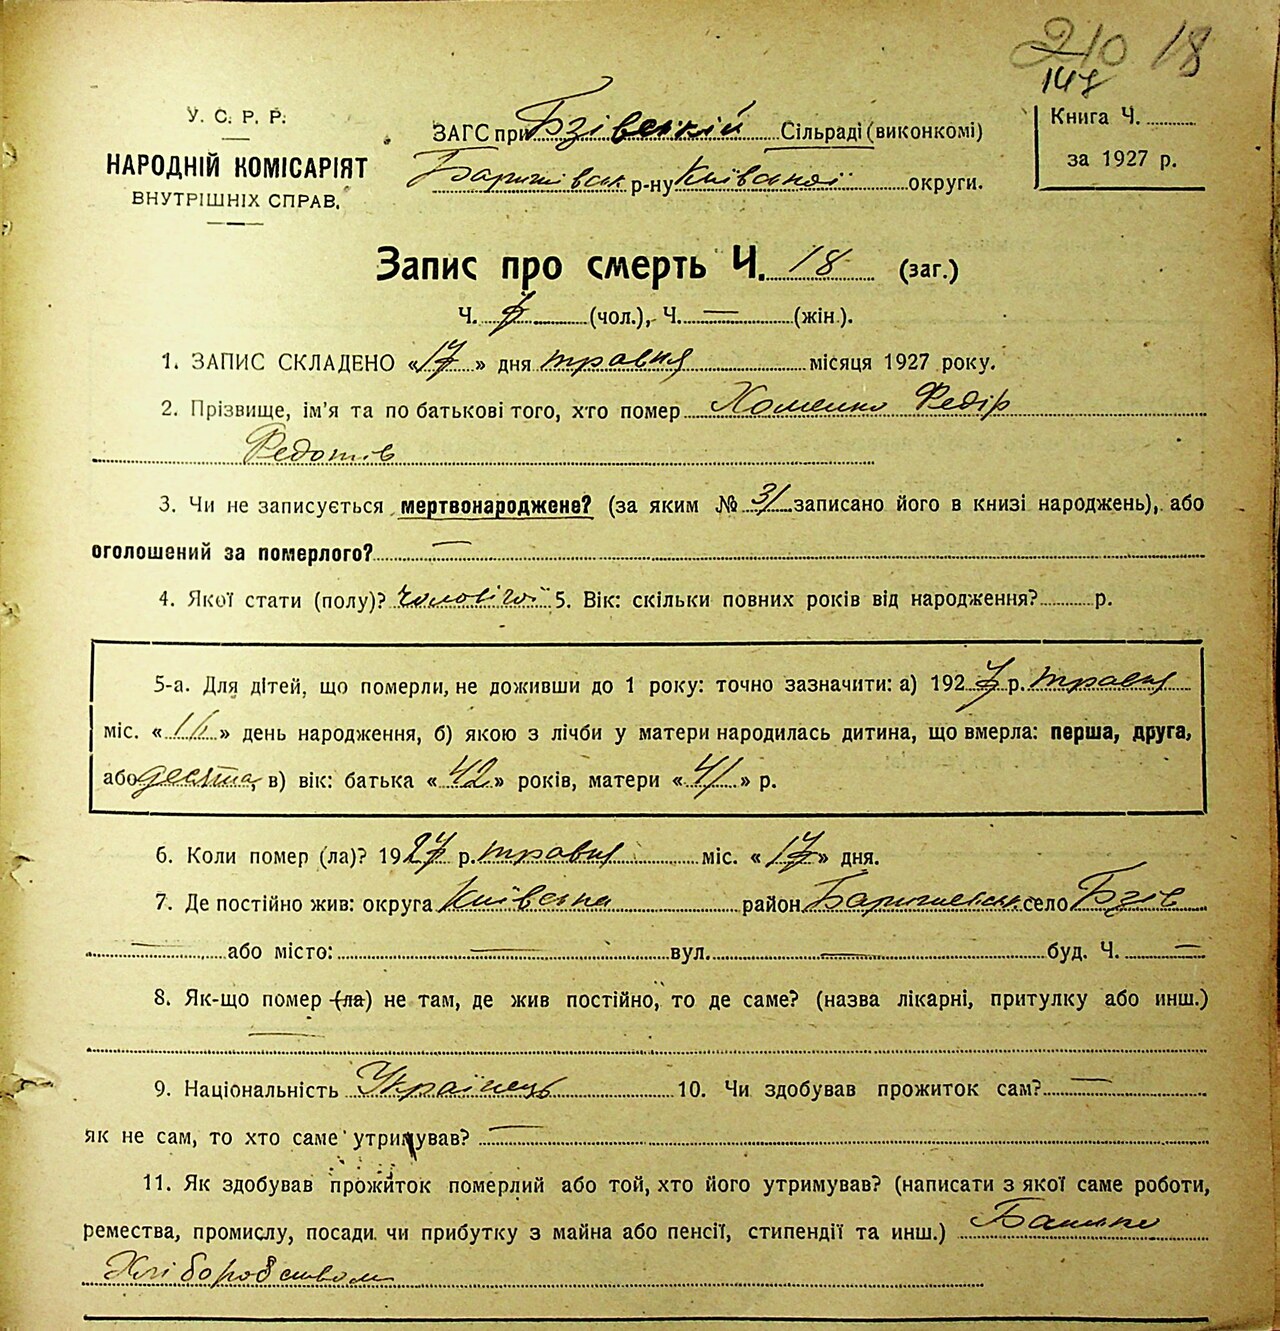 210 18
147
У. С. Р. Р.
НАРОДНІЙ КОМІСАРІЯТ
ВНУТРІШНІХ СПРАВ.
ЗАГС при Бзівській Сільраді (виконкомі)
Баришівськ р-ну Київської округи.
Книга Ч.
за 1927 р.
Запис про смерть Ч. 18 (заг.)
Ч. 7 (чол.), Ч. — (жін.).
1. ЗАПИС СКЛАДЕНО «17» дня травня місяця 1927 року.
2. Прізвище, ім'я та по батькові того, хто помер Хоменко Федір
Федотів
3. Чи не записується мертвонароджене? (за яким № 31 записано його в книзі народжень), або
оголошений за померлого? —
4. Якої стати (полу)? чоловічої 5. Вік: скільки повних років від народження? р.
5-а. Для дітей, що померли, не доживши до 1 року: точно зазначити: а) 1927 р. травня
міс. «16» день народження, б) якою з лічби у матери народилась дитина, що вмерла: перша, друга,
або десята, в) вік: батька «42» років, матери «41» р.
6. Коли помер (ла)? 1927 р. травня міс. «17» дня.
7. Де постійно жив: округа Київська район Баришевськ село Бзів
— або місто: — вул. — буд. Ч. —
8. Як-що помер (ла) не там, де жив постійно, то де саме? (назва лікарні, притулку або инш.)
—
9. Національність Українець 10. Чи здобував прожиток сам? —
як не сам, то хто саме утримував? —
11. Як здобував прожиток померлий або той, хто його утримував? (написати з якої саме роботи,
ремества, промислу, посади чи прибутку з майна або пенсії, стипендії та инш.) Батько
Хліборобством